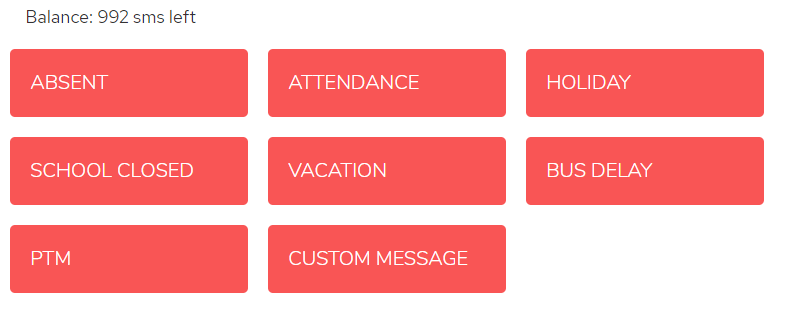 Balance: 992 sms left
ABSENT
ATTENDANCE
HOLIDAY
SCHOOL CLOSED
VACATION
BUS DELAY
PTM
CUSTOM MESSAGE